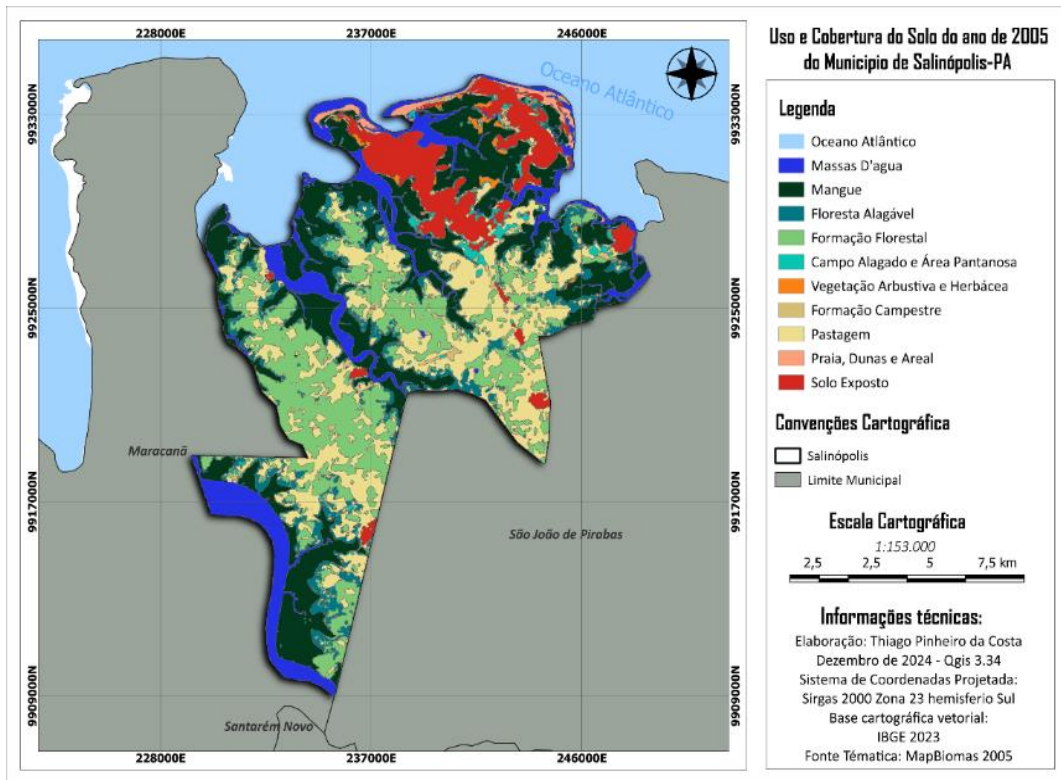 228000E
237000E
246000E
9933000N
9925000N
9917000N
9909000N
Oceano Atlântico
Maracanã
São João de Pirabas
Santarém Novo
9933000N
9925000N
9917000N
9909000N
228000E
237000E
246000E
Uso e Cobertura do Solo do ano de 2005
do Municipio de Salinópolis-PA
Legenda
Oceano Atlântico
Massas D'agua
Mangue
Floresta Alagável
Formação Florestal
Campo Alagado e Área Pantanosa
Vegetação Arbustiva e Herbácea
Formação Campestre
Pastagem
Praia, Dunas e Areal
Solo Exposto
Convenções Cartográfica
Salinópolis
Limite Municipal
Escala Cartográfica
1:153.000
2,5 2,5 5 7,5 km
Informações técnicas:
Elaboração: Thiago Pinheiro da Costa
Dezembro de 2024 - Qgis 3.34
Sistema de Coordenadas Projetada:
Sirgas 2000 Zona 23 hemisferio Sul
Base cartográfica vetorial:
IBGE 2023
Fonte Témática: MapBiomas 2005